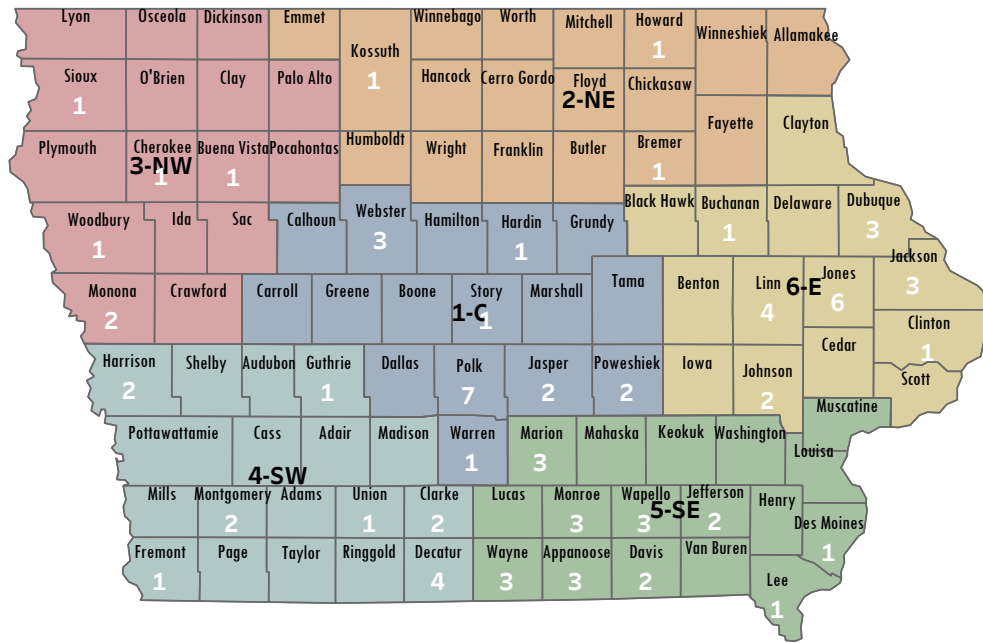 Lyon Osceola Dickinson Emmet Winnebago Worth Mitchell Howard Winneshiek Allamakee
Kossuth
1 1
Sioux O'Brien Clay Palo Alto Hancock Cerro Gordo Floyd Chickasaw
1 2-NE
Plymouth Cherokee Buena Vista Pocahontas Humboldt Wright Franklin Butler Bremer Fayette Clayton
3-NW
1 1 1
Woodbury Ida Sac Calhoun Webster Hamilton Hardin Grundy Black Hawk Buchanan Delaware Dubuque
1 3 1 1 3
Monona Crawford Carroll Greene Boone Story Marshall Tama Benton Linn Jones Jackson
2 1-C 1 4 6-E 6 3
Harrison Shelby Audubon Guthrie Dallas Polk Jasper Poweshiek Iowa Johnson Cedar Clinton
2 1 7 2 2 2 1
Scott
Pottawattamie Cass Adair Madison Warren Marion Mahaska Keokuk Washington Louisa Muscatine
4-SW 1 3
Mills Montgomery Adams Union Clarke Lucas Monroe Wapello Jefferson Henry Des Moines
2 1 2 3 3 5-SE 2 1
Fremont Page Taylor Ringgold Decatur Wayne Appanoose Davis Van Buren Lee
1 4 3 3 2 1